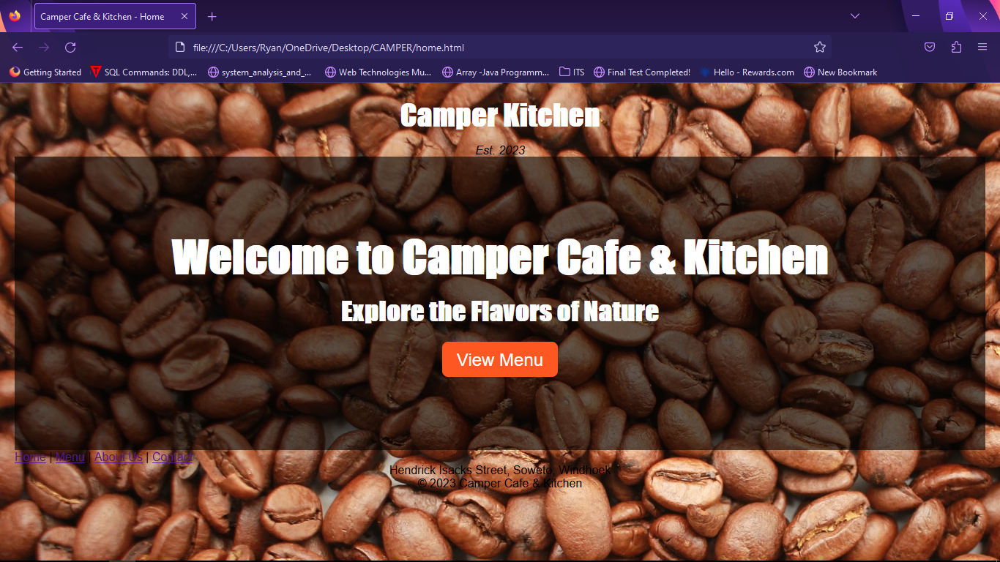 Camper Cafe & Kitchen - Home
file:///C:/Users/Ryan/OneDrive/Desktop/CAMPER/home.html
Getting Started SQL Commands: DDL,... system_analysis_and_... Web Technologies Mu... Array -Java Programm... ITS Final Test Completed! Hello - Rewards.com New Bookmark
Camper Kitchen
Est. 2023
Welcome to Camper Cafe & Kitchen
Explore the Flavors of Nature
View Menu
Home | Menu | About Us | Contact
Hendrick Isacks Street, Soweto, Windhoek
© 2023 Camper Cafe & Kitchen